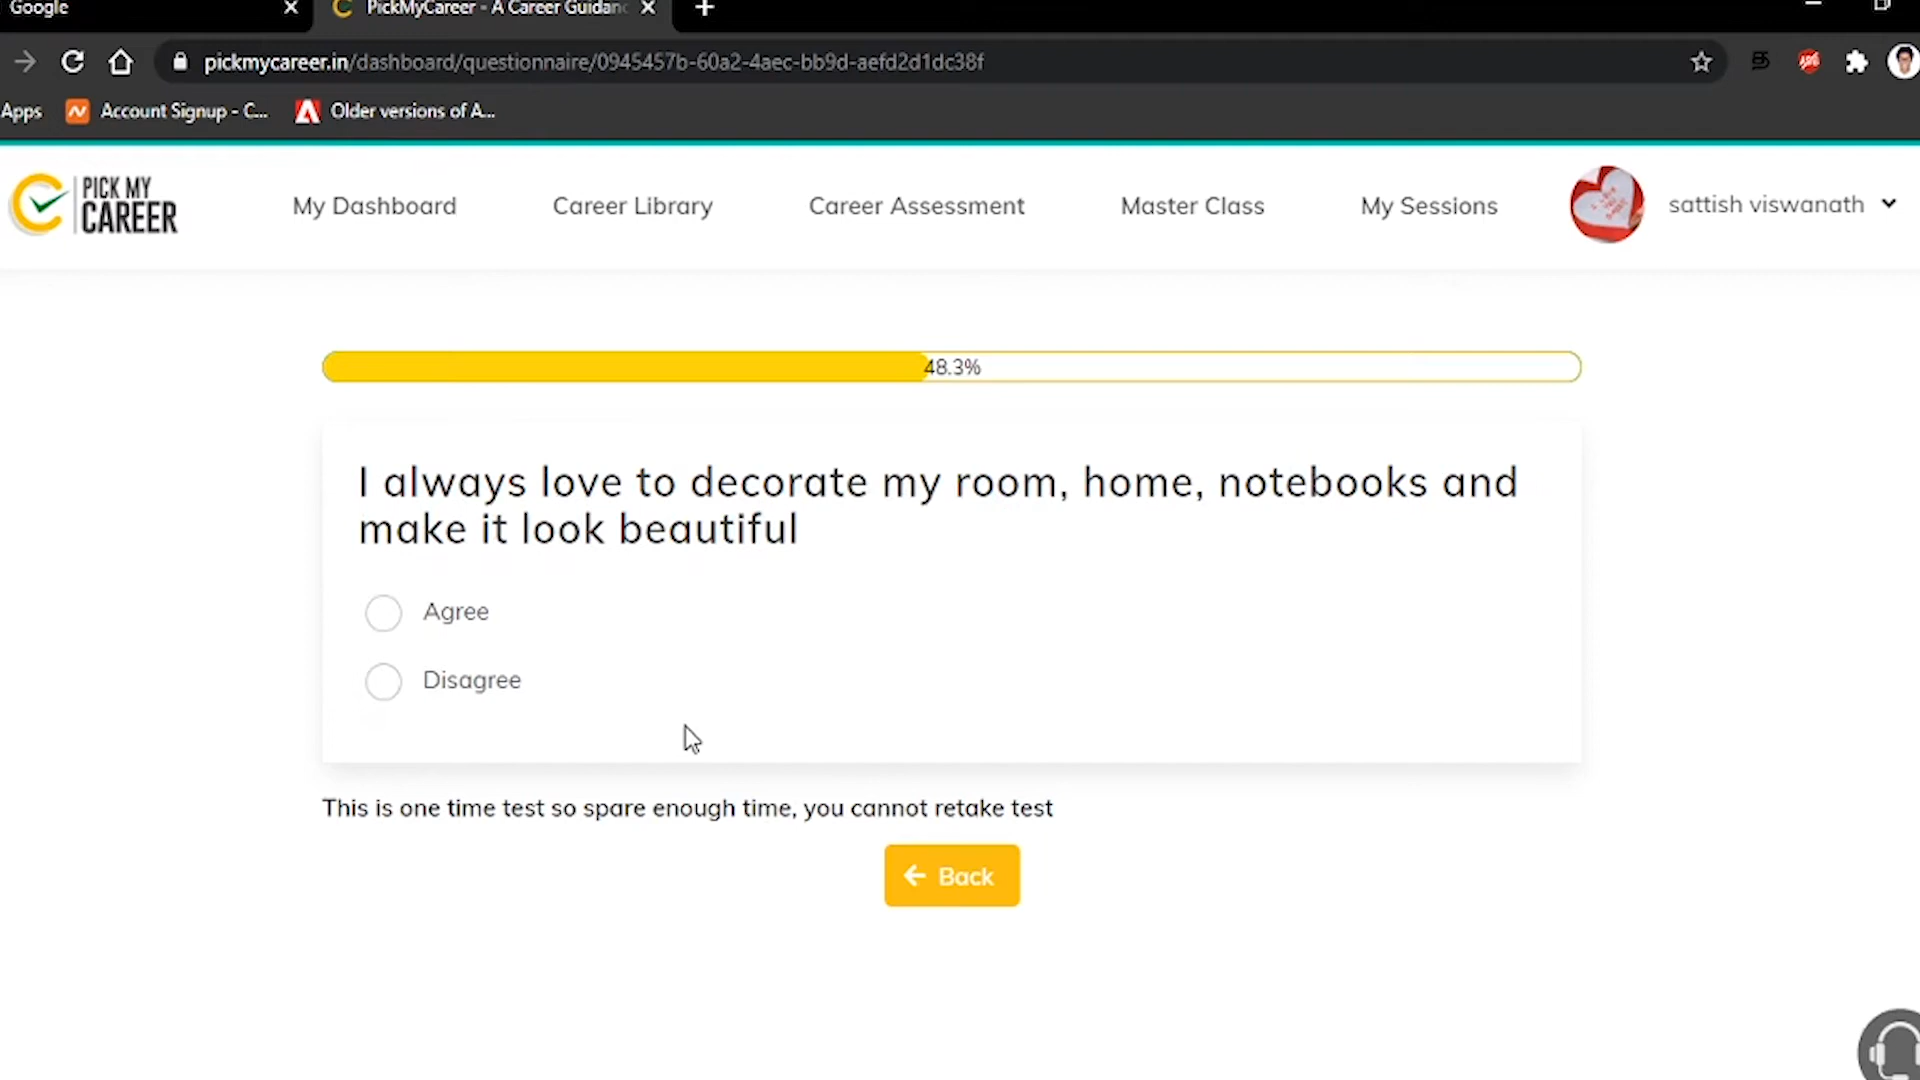 Google
PickMyCareer - A Career Guidanc
pickmycareer.in/dashboard/questionnaire/0945457b-60a2-4aec-bb9d-aefd2d1dc38f
Apps
Account Signup - C...
Older versions of A...
PICK MY
CAREER
My Dashboard
Career Library
Career Assessment
Master Class
My Sessions
sattish viswanath
48.3%
I always love to decorate my room, home, notebooks and
make it look beautiful
Agree
Disagree
This is one time test so spare enough time, you cannot retake test
Back